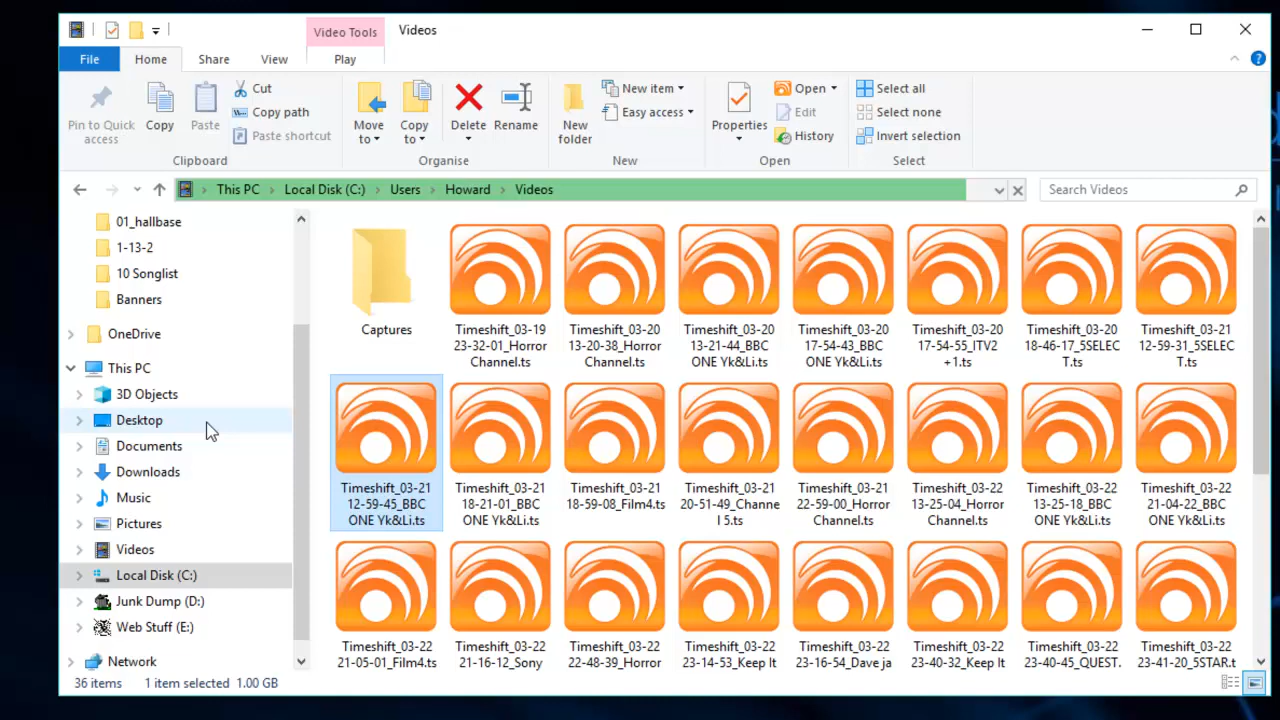 Video Tools
Videos
File
Home
Share
View
Play
Pin to Quick
access
Copy
Paste
Cut
Copy path
Paste shortcut
Clipboard
Move
to
Copy
to
Delete
Rename
Organise
New
folder
New item
Easy access
New
Properties
Open
Edit
History
Open
Select all
Select none
Invert selection
Select
This PC
Local Disk (C:)
Users
Howard
Videos
Search Videos
01_hallbase
1-13-2
10 Songlist
Banners
OneDrive
This PC
3D Objects
Desktop
Documents
Downloads
Music
Pictures
Videos
Local Disk (C:)
Junk Dump (D:)
Web Stuff (E:)
Network
Captures
Timeshift_03-19
23-32-01_Horror
Channel.ts
Timeshift_03-20
13-20-38_Horror
Channel.ts
Timeshift_03-20
13-21-44_BBC
ONE Yk&Li.ts
Timeshift_03-20
17-54-43_BBC
ONE Yk&Li.ts
Timeshift_03-20
17-54-55_ITV2
+1.ts
Timeshift_03-20
18-46-17_5SELEC
T.ts
Timeshift_03-21
12-59-31_5SELEC
T.ts
Timeshift_03-21
12-59-45_BBC
ONE Yk&Li.ts
Timeshift_03-21
18-21-01_BBC
ONE Yk&Li.ts
Timeshift_03-21
18-59-08_Film4.ts
Timeshift_03-21
20-51-49_Channe
l 5.ts
Timeshift_03-21
22-59-00_Horror
Channel.ts
Timeshift_03-22
13-25-04_Horror
Channel.ts
Timeshift_03-22
13-25-18_BBC
ONE Yk&Li.ts
Timeshift_03-22
21-04-22_BBC
ONE Yk&Li.ts
Timeshift_03-22
21-05-01_Film4.ts
Timeshift_03-22
21-16-12_Sony
Timeshift_03-22
22-48-39_Horror
Timeshift_03-22
23-14-53_Keep It
Timeshift_03-22
23-16-54_Dave ja
Timeshift_03-22
23-40-32_Keep It
Timeshift_03-22
23-40-45_QUEST.
Timeshift_03-22
23-41-20_5STAR.t
36 items
1 item selected 1.00 GB